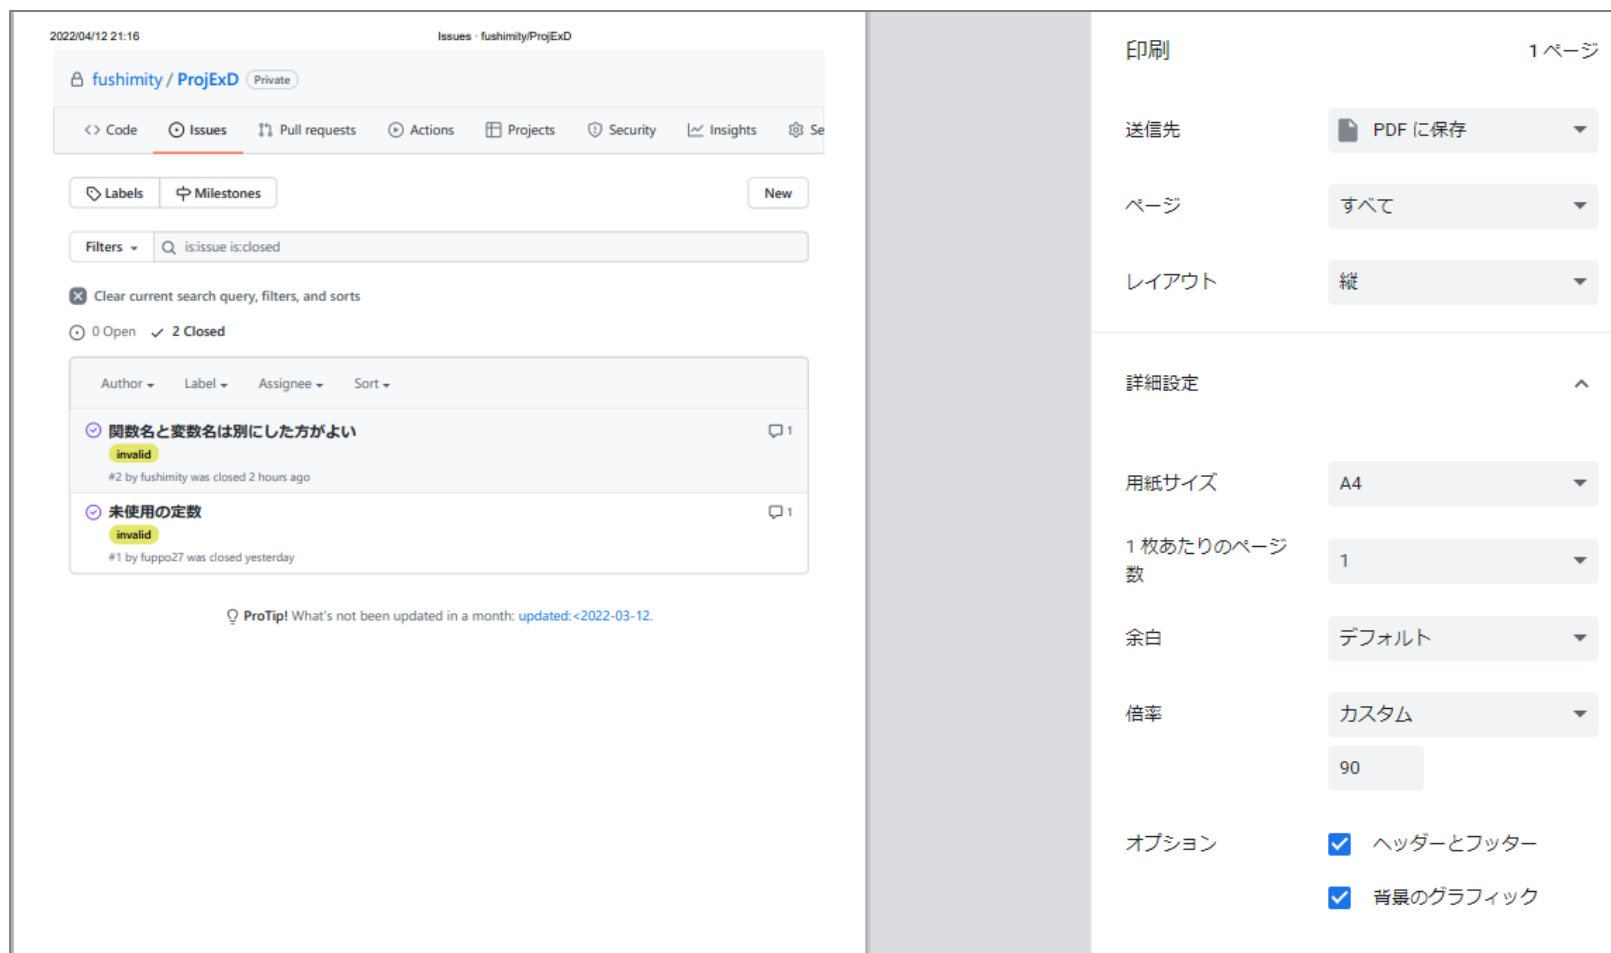 2022/04/12 21:16
Issues · fushimity/ProjExD
fushimity / ProjExD Private
Code Issues Pull requests Actions Projects Security Insights Se
Labels Milestones New
Filters is:issue is:closed
Clear current search query, filters, and sorts
0 Open 2 Closed
Author Label Assignee Sort
関数名と変数名は別にした方がよい 1
invalid
#2 by fushimity was closed 2 hours ago
未使用の定数 1
invalid
#1 by fuppo27 was closed yesterday
ProTip! What's not been updated in a month: updated:<2022-03-12.
印刷 1 ページ
送信先 PDF に保存
ページ すべて
レイアウト 縦
詳細設定
用紙サイズ A4
1 枚あたりのページ
数
1
余白 デフォルト
倍率 カスタム
90
オプション ヘッダーとフッター
背景のグラフィック